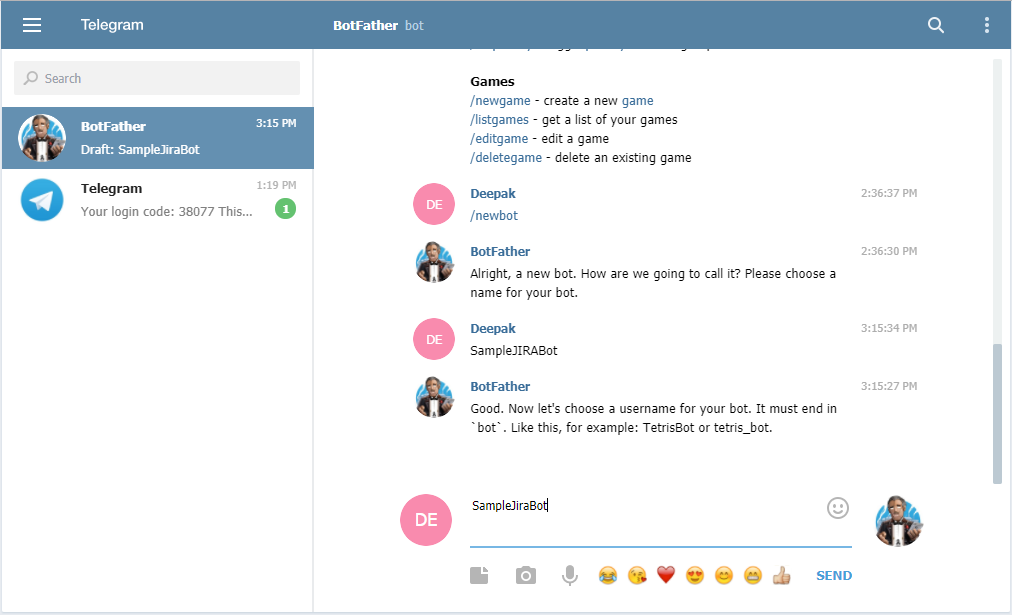 Telegram
BotFather bot
Search
BotFather 3:15 PM
Draft: SampleJiraBot
Telegram 1:19 PM
Your login code: 38077 This... 1
Games
/newgame - create a new game
/listgames - get a list of your games
/editgame - edit a game
/deletegame - delete an existing game
DE
Deepak 2:36:37 PM
/newbot
BotFather 2:36:30 PM
Alright, a new bot. How are we going to call it? Please choose a
name for your bot.
DE
Deepak 3:15:34 PM
SampleJIRABot
BotFather 3:15:27 PM
Good. Now let's choose a username for your bot. It must end in
`bot`. Like this, for example: TetrisBot or tetris_bot.
DE
SampleJiraBot
SEND